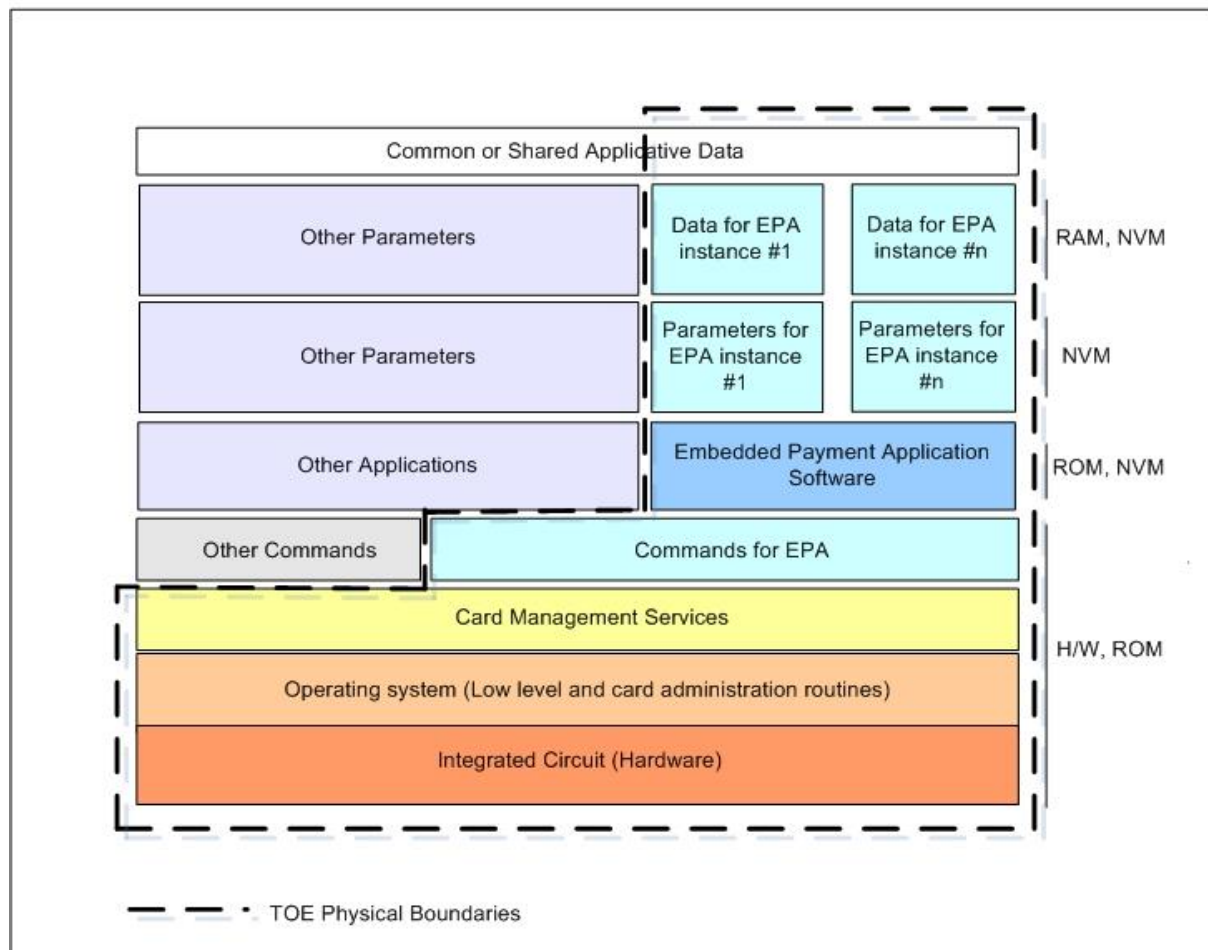 Common or Shared Applicative Data
Other Parameters
Data for EPA
instance #1
Data for EPA
instance #n
RAM, NVM
Other Parameters
Parameters for
EPA instance
#1
Parameters for
EPA instance
#n
NVM
Other Applications
Embedded Payment Application
Software
ROM, NVM
Other Commands
Commands for EPA
Card Management Services
H/W, ROM
Operating system (Low level and card administration routines)
Integrated Circuit (Hardware)
TOE Physical Boundaries